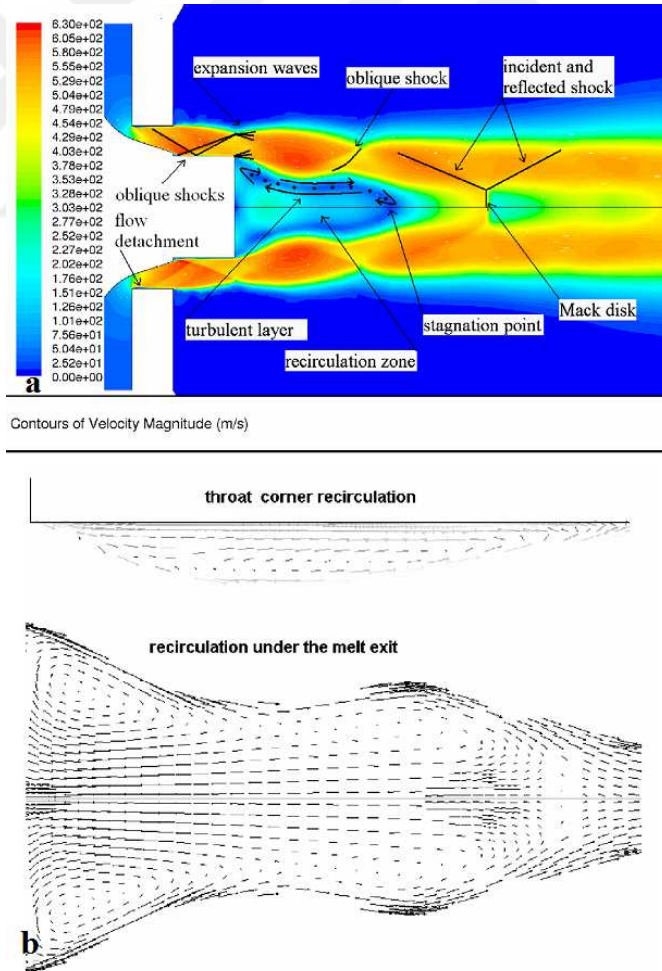 6.30e+02
6.05e+02
5.80e+02
5.55e+02
5.29e+02
5.04e+02
4.79e+02
4.54e+02
4.29e+02
4.03e+02
3.78e+02
3.53e+02
3.28e+02
3.03e+02
2.77e+02
2.52e+02
2.27e+02
2.02e+02
1.76e+02
1.51e+02
1.26e+02
1.01e+02
7.56e+01
5.04e+01
2.52e+01
0.00e+00
a
expansion waves
oblique shock
incident and
reflected shock
oblique shocks
flow
detachment
turbulent layer
recirculation zone
stagnation point
Mack disk
Contours of Velocity Magnitude (m/s)
throat corner recirculation
recirculation under the melt exit
b